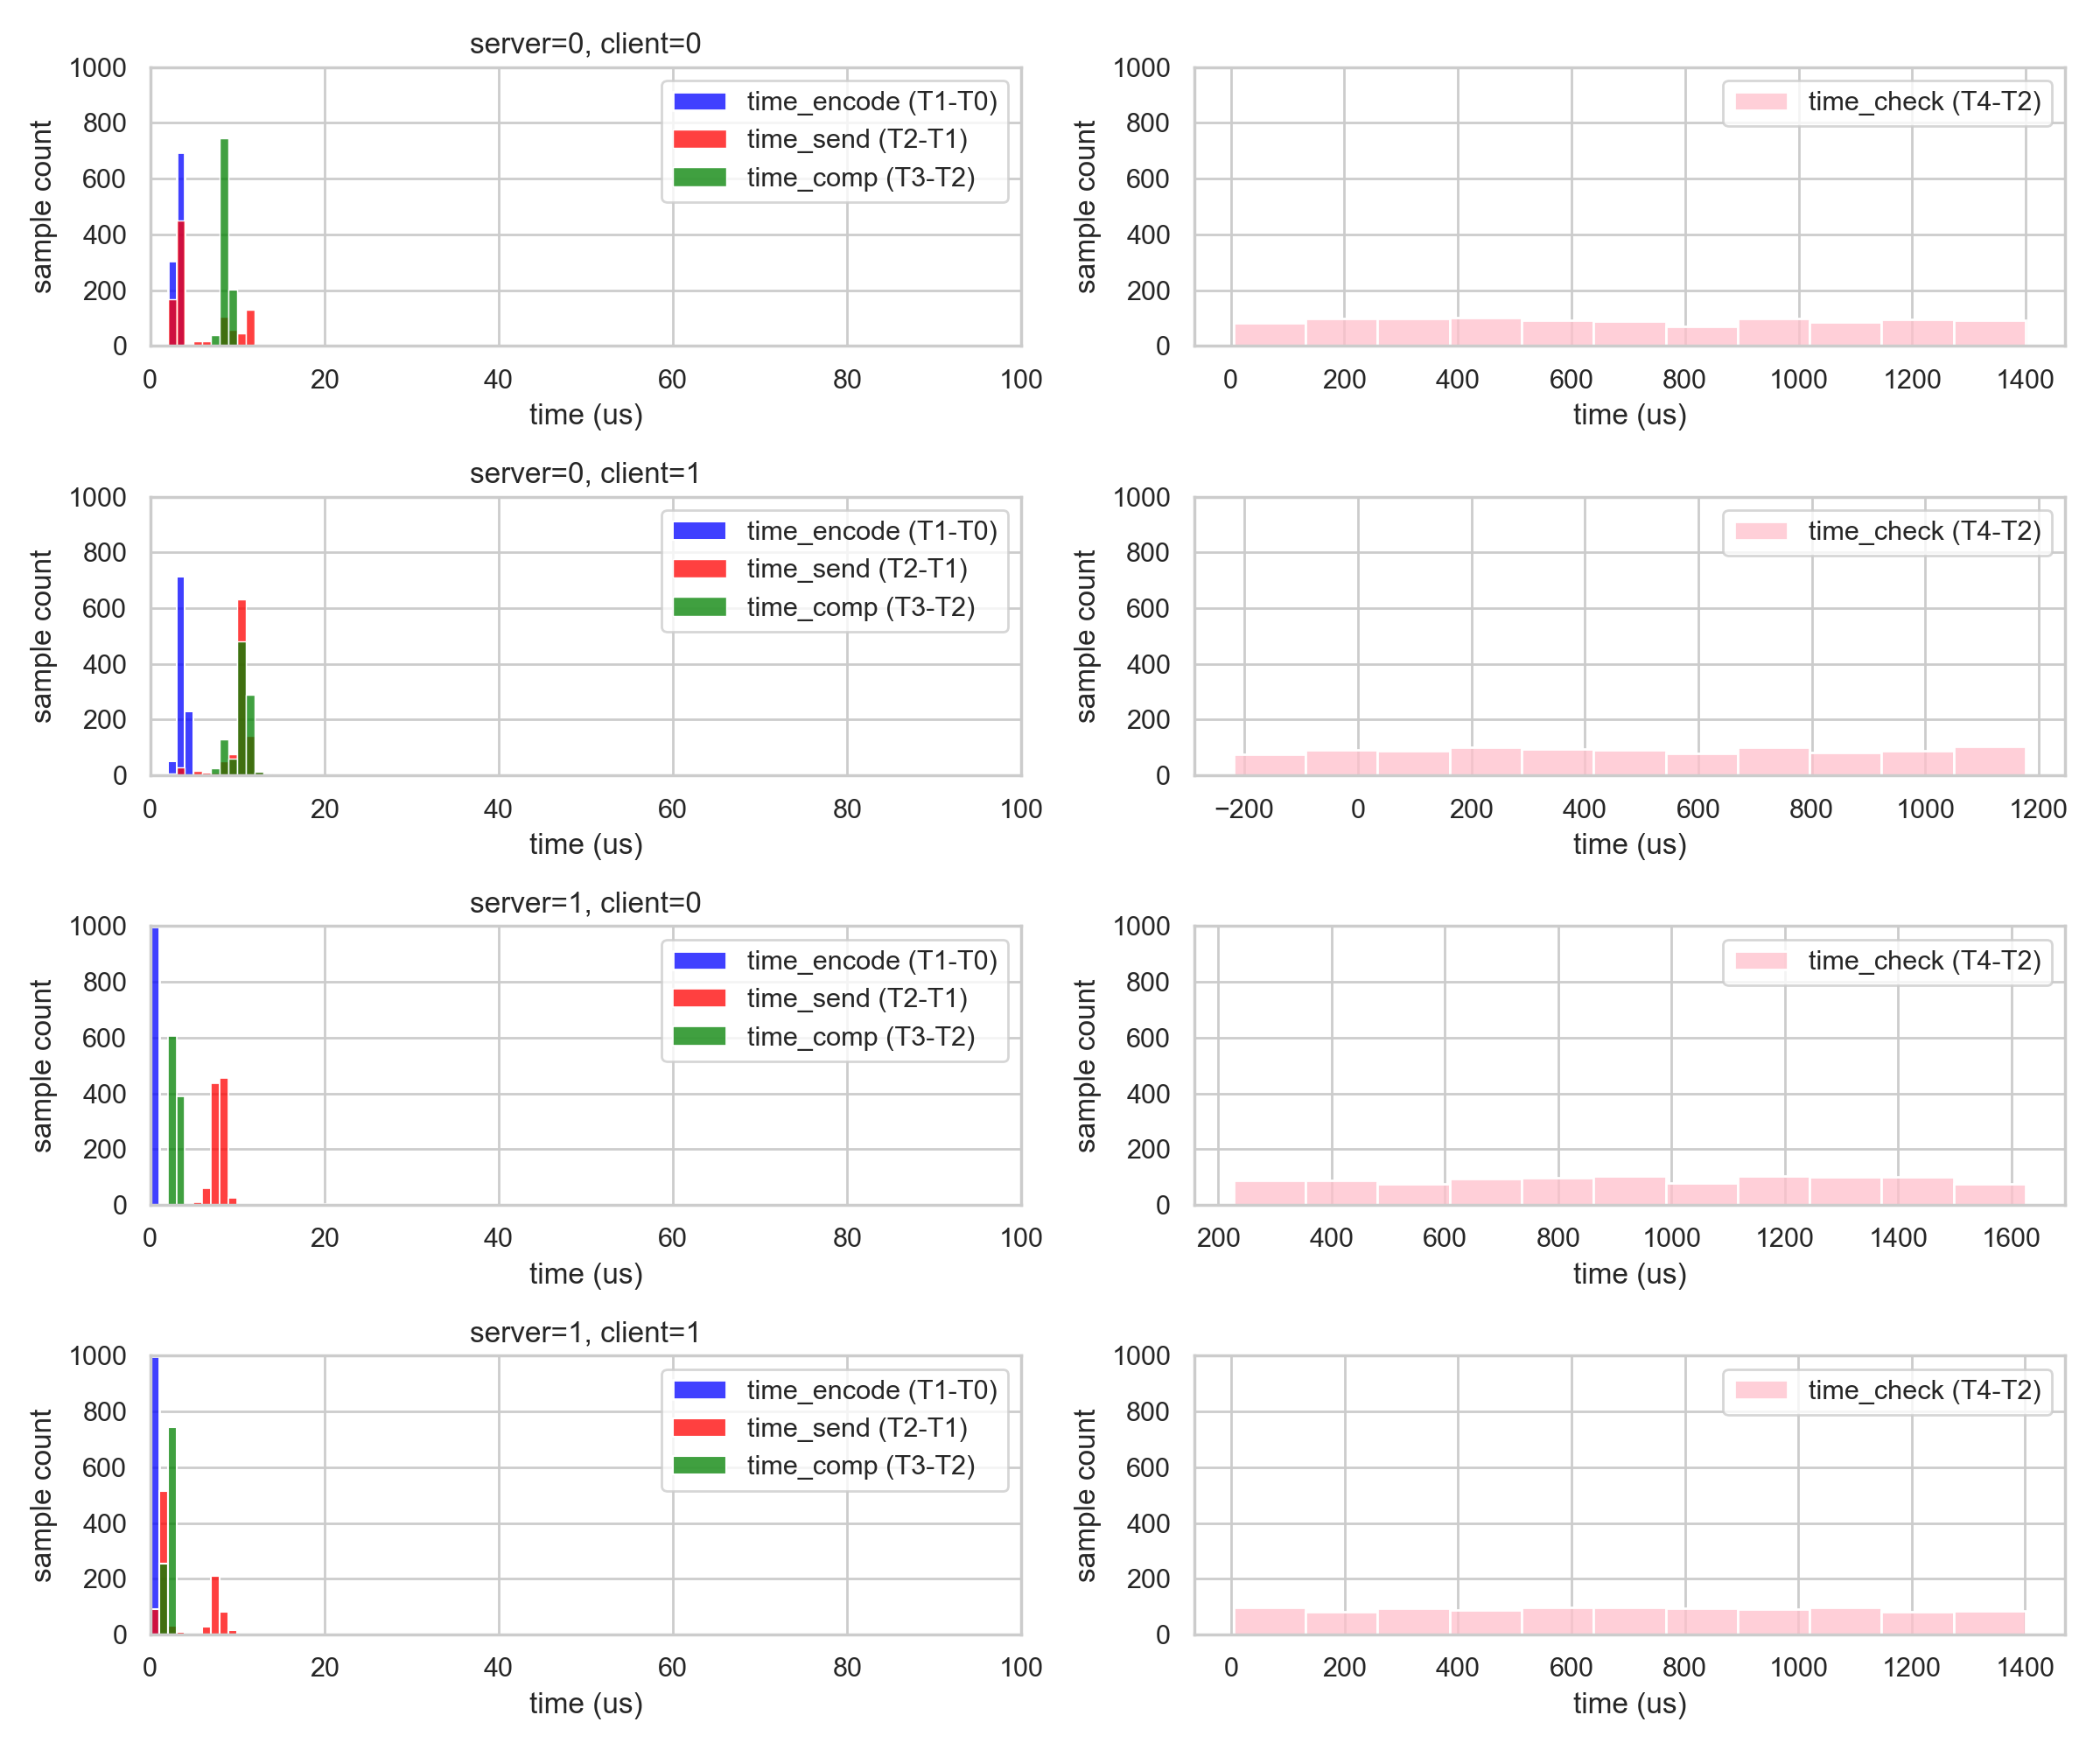 server=0, client=0
1000
800
600
400
200
0
sample count
time_encode (T1-T0)
time_send (T2-T1)
time_comp (T3-T2)
0 20 40 60 80 100
time (us)
1000
800
600
400
200
0
sample count
time_check (T4-T2)
0 200 400 600 800 1000 1200 1400
time (us)
server=0, client=1
1000
800
600
400
200
0
sample count
time_encode (T1-T0)
time_send (T2-T1)
time_comp (T3-T2)
0 20 40 60 80 100
time (us)
1000
800
600
400
200
0
sample count
time_check (T4-T2)
−200 0 200 400 600 800 1000 1200
time (us)
server=1, client=0
1000
800
600
400
200
0
sample count
time_encode (T1-T0)
time_send (T2-T1)
time_comp (T3-T2)
0 20 40 60 80 100
time (us)
1000
800
600
400
200
0
sample count
time_check (T4-T2)
200 400 600 800 1000 1200 1400 1600
time (us)
server=1, client=1
1000
800
600
400
200
0
sample count
time_encode (T1-T0)
time_send (T2-T1)
time_comp (T3-T2)
0 20 40 60 80 100
time (us)
1000
800
600
400
200
0
sample count
time_check (T4-T2)
0 200 400 600 800 1000 1200 1400
time (us)